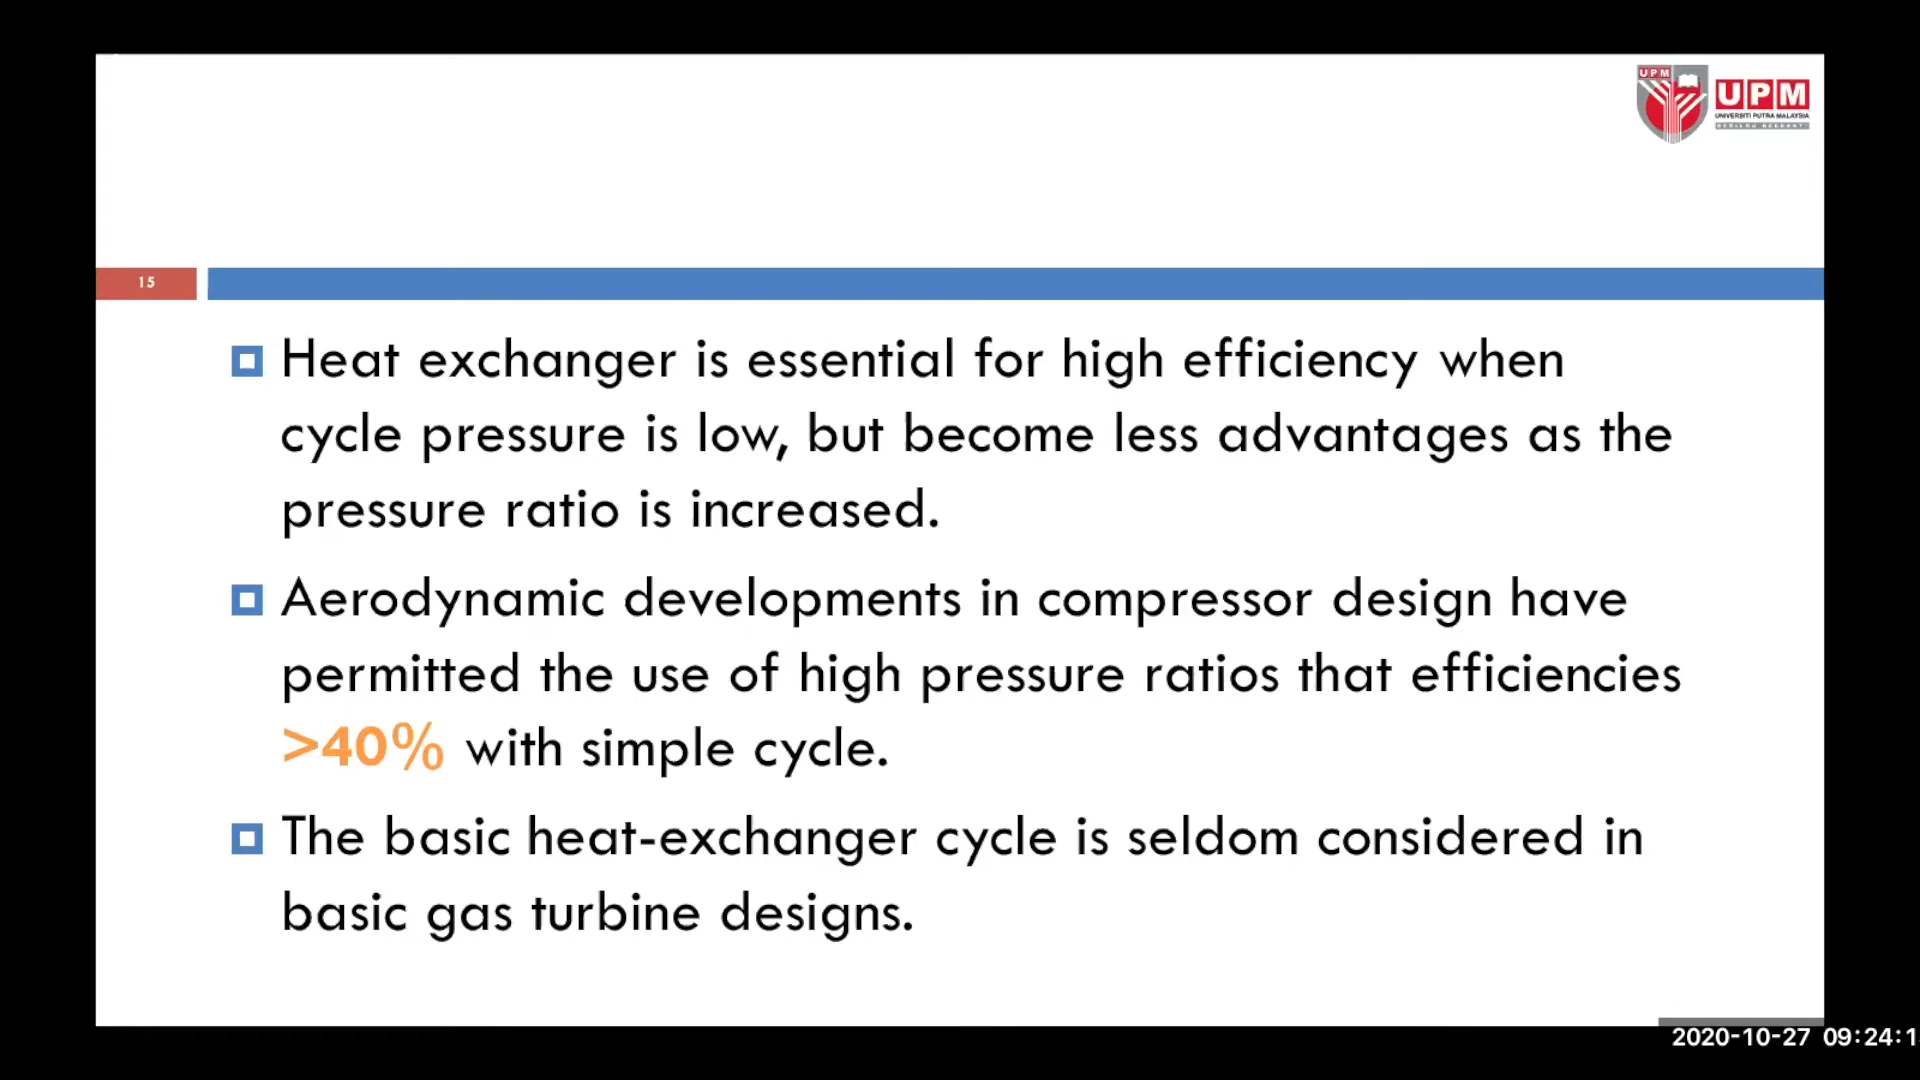 UPM
UPM
UNIVERSITI PUTRA MALAYSIA
BERILMU BERBAKTI
15
Heat exchanger is essential for high efficiency when
cycle pressure is low, but become less advantages as the
pressure ratio is increased.
Aerodynamic developments in compressor design have
permitted the use of high pressure ratios that efficiencies
>40% with simple cycle.
The basic heat-exchanger cycle is seldom considered in
basic gas turbine designs.
2020-10-27 09:24:1